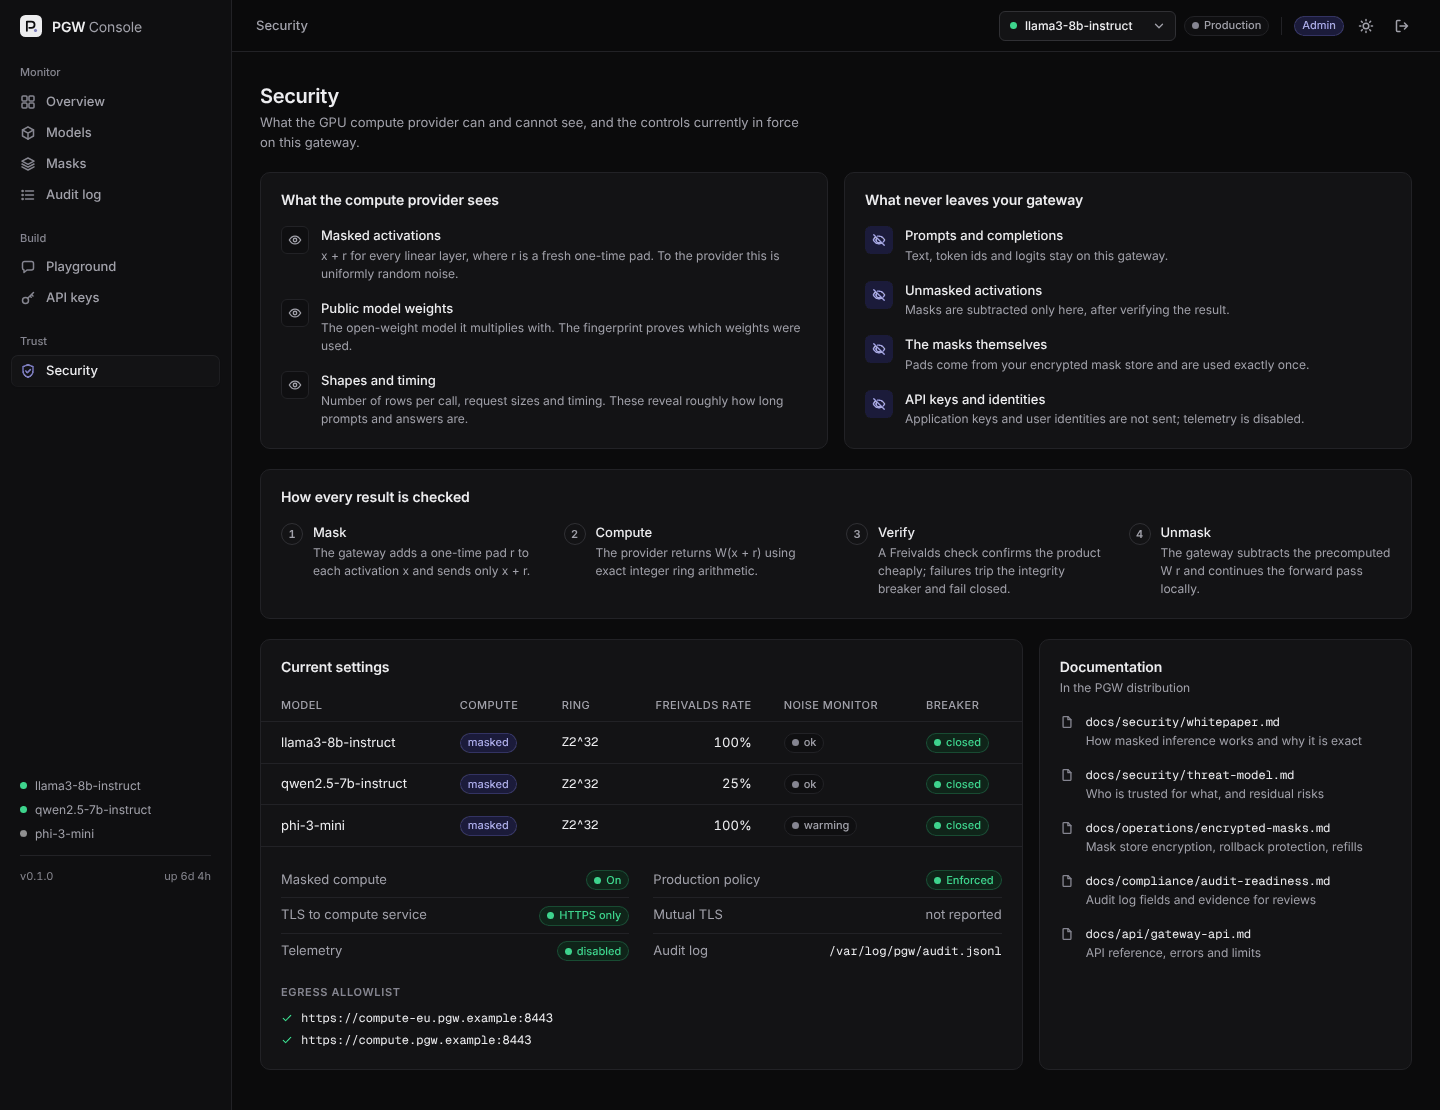 P.
PGW Console
Monitor
Overview
Models
Masks
Audit log
Build
Playground
API keys
Trust
Security
llama3-8b-instruct
qwen2.5-7b-instruct
phi-3-mini
v0.1.0
up 6d 4h
Security
llama3-8b-instruct
Production
Admin
Security
What the GPU compute provider can and cannot see, and the controls currently in force
on this gateway.
What the compute provider sees
Masked activations
x + r for every linear layer, where r is a fresh one-time pad. To the provider this is
uniformly random noise.
Public model weights
The open-weight model it multiplies with. The fingerprint proves which weights were
used.
Shapes and timing
Number of rows per call, request sizes and timing. These reveal roughly how long
prompts and answers are.
What never leaves your gateway
Prompts and completions
Text, token ids and logits stay on this gateway.
Unmasked activations
Masks are subtracted only here, after verifying the result.
The masks themselves
Pads come from your encrypted mask store and are used exactly once.
API keys and identities
Application keys and user identities are not sent; telemetry is disabled.
How every result is checked
1
Mask
The gateway adds a one-time pad r to
each activation x and sends only x + r.
2
Compute
The provider returns W(x + r) using
exact integer ring arithmetic.
3
Verify
A Freivalds check confirms the product
cheaply; failures trip the integrity
breaker and fail closed.
4
Unmask
The gateway subtracts the precomputed
W r and continues the forward pass
locally.
Current settings
MODEL COMPUTE RING FREIVALDS RATE NOISE MONITOR BREAKER
llama3-8b-instruct masked Z2^32 100% ok closed
qwen2.5-7b-instruct masked Z2^32 25% ok closed
phi-3-mini masked Z2^32 100% warming closed
Masked compute On
Production policy Enforced
TLS to compute service HTTPS only
Mutual TLS not reported
Telemetry disabled
Audit log /var/log/pgw/audit.jsonl
EGRESS ALLOWLIST
https://compute-eu.pgw.example:8443
https://compute.pgw.example:8443
Documentation
In the PGW distribution
docs/security/whitepaper.md
How masked inference works and why it is exact
docs/security/threat-model.md
Who is trusted for what, and residual risks
docs/operations/encrypted-masks.md
Mask store encryption, rollback protection, refills
docs/compliance/audit-readiness.md
Audit log fields and evidence for reviews
docs/api/gateway-api.md
API reference, errors and limits